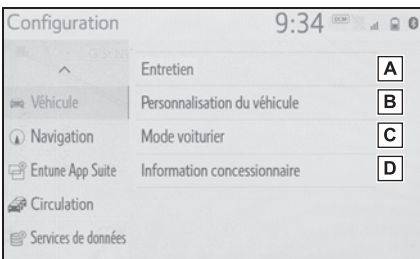 Configuration 9:34 DCM
Entretien A
Véhicule Personnalisation du véhicule B
Navigation Mode voiturier C
Entune App Suite Information concessionnaire D
Circulation
Services de données